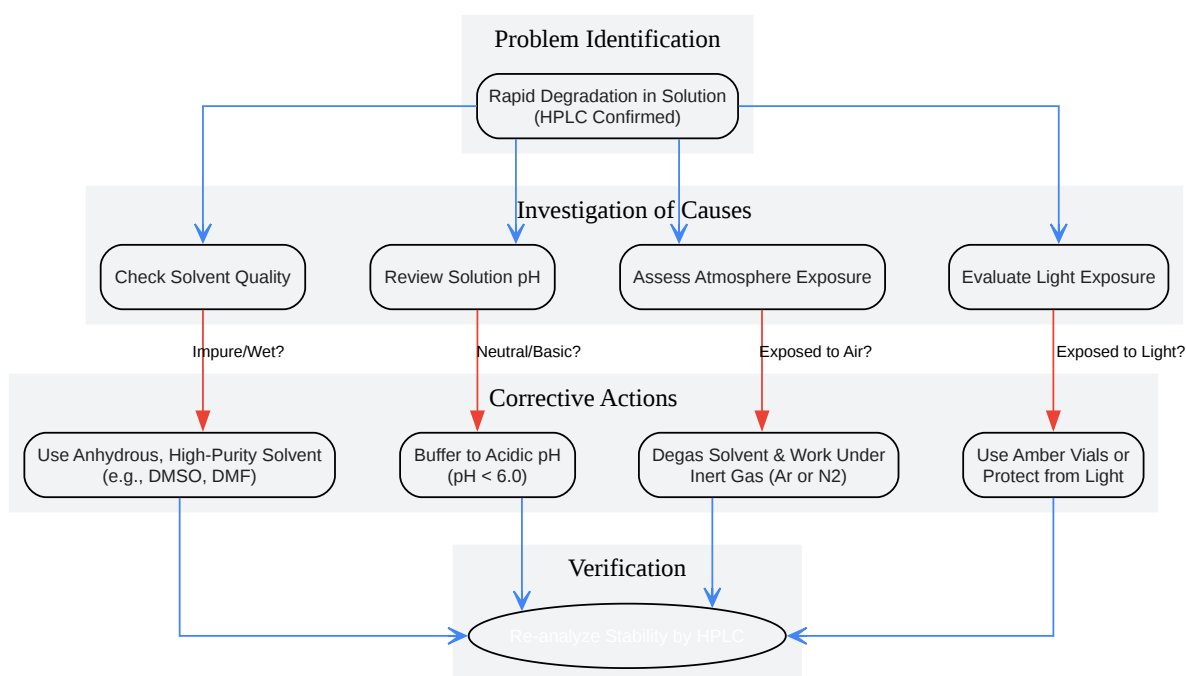 Problem Identification
Rapid Degradation in Solution
(HPLC Confirmed)
Investigation of Causes
Check Solvent Quality
Review Solution pH
Assess Atmosphere Exposure
Evaluate Light Exposure
Impure/Wet?
Neutral/Basic?
Exposed to Air?
Exposed to Light?
Corrective Actions
Use Anhydrous, High-Purity Solvent
(e.g., DMSO, DMF)
Buffer to Acidic pH
(pH < 6.0)
Degas Solvent & Work Under
Inert Gas (Ar or N2)
Use Amber Vials or
Protect from Light
Verification
Re-analyze Stability by HPLC